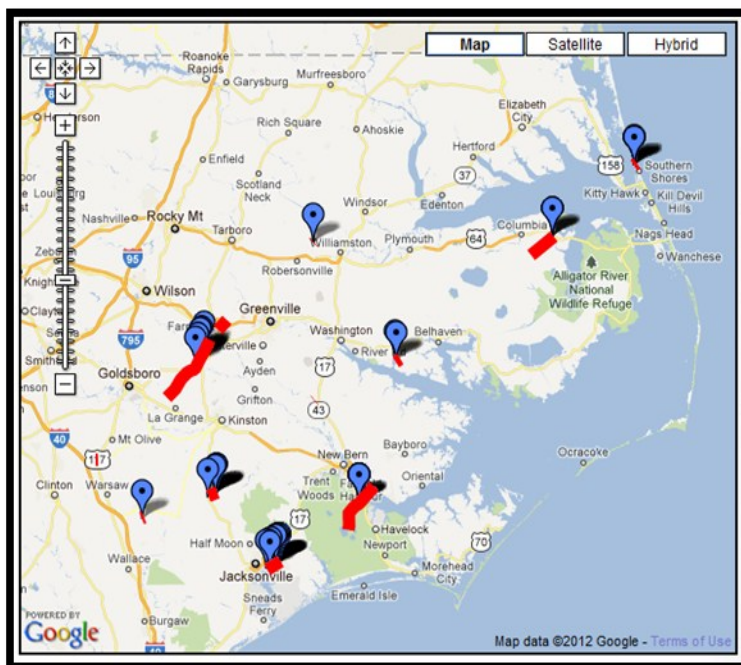 Map
Satellite
Hybrid
Roanoke
Rapids
Garysburg
Murfreesboro
Rich Square
Ahoskie
Elizabeth
City
Hertford
37
158
Southern
Shores
Kitty Hawk
Kill Devil
Hills
Nags Head
Wanchese
Enfield
Scotland
Neck
Windsor
Edenton
Columbia
Nashville
Rocky Mt
Tarboro
Williamston
Plymouth
64
95
Robersonville
Alligator River
National
Wildlife Refuge
Wilson
Greenville
Washington
Belhaven
795
Ayden
Grifton
17
Goldsboro
La Grange
Kinston
43
40
Mt Olive
New Bern
Bayboro
Ocracoke
Clinton
Warsaw
Trent
Woods
Oriental
17
Half Moon
Havelock
Newport
70
Wallace
Jacksonville
Morehead
City
Emerald Isle
Sneads
Ferry
Burgaw
40
POWERED BY
Google
Map data ©2012 Google - Terms of Use